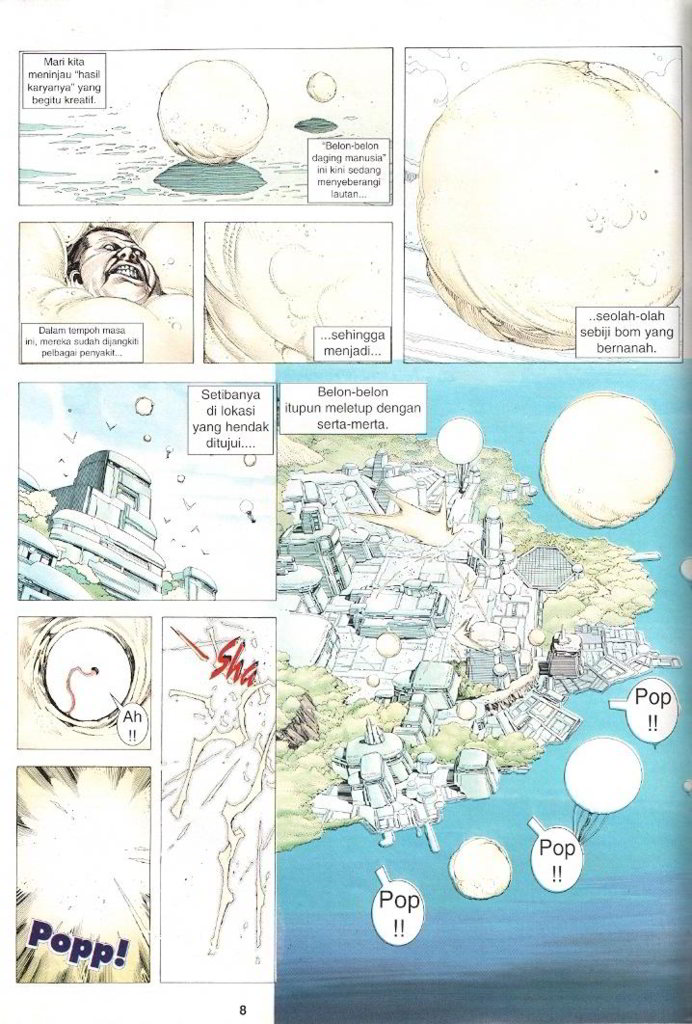 Mari kita
meninjau "hasil
karyanya" yang
begitu kreatif.
"Belon-belon
daging manusia"
ini kini sedang
menyeberangi
lautan...
Dalam tempoh masa
ini, mereka sudah dijangkiti
pelbagai penyakit...
...sehingga
menjadi...
..seolah-olah
sebiji bom yang
bernanah.
Setibanya
di lokasi
yang hendak
ditujui....
Belon-belon
itupun meletup dengan
serta-merta.
Ah
!!
Sha
Popp!
Pop
!!
Pop
!!
Pop
!!
8